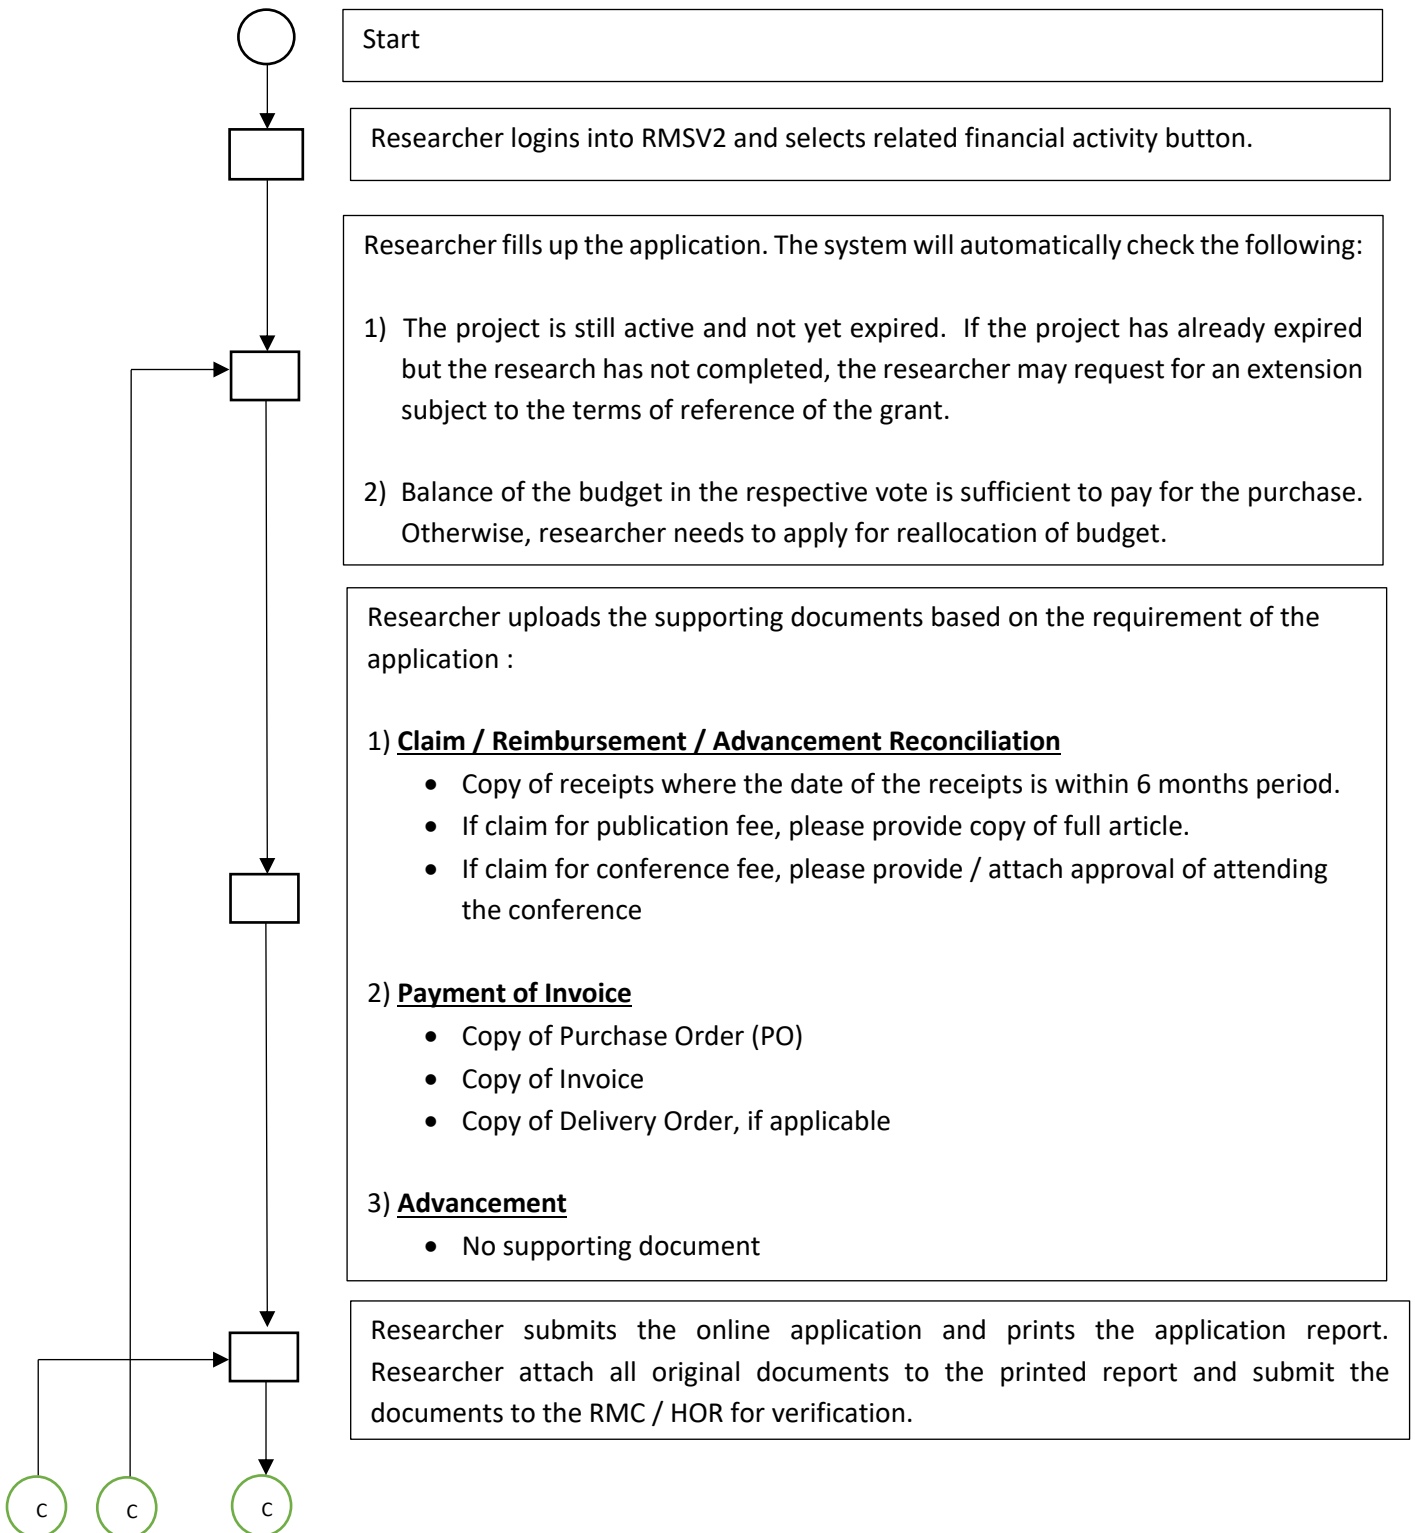 Start
Researcher logins into RMSV2 and selects related financial activity button.
Researcher fills up the application. The system will automatically check the following:
1) The project is still active and not yet expired. If the project has already expired
but the research has not completed, the researcher may request for an extension
subject to the terms of reference of the grant.
2) Balance of the budget in the respective vote is sufficient to pay for the purchase.
Otherwise, researcher needs to apply for reallocation of budget.
Researcher uploads the supporting documents based on the requirement of the
application :
1) Claim / Reimbursement / Advancement Reconciliation
• Copy of receipts where the date of the receipts is within 6 months period.
• If claim for publication fee, please provide copy of full article.
• If claim for conference fee, please provide / attach approval of attending
the conference
2) Payment of Invoice
• Copy of Purchase Order (PO)
• Copy of Invoice
• Copy of Delivery Order, if applicable
3) Advancement
• No supporting document
Researcher submits the online application and prints the application report.
Researcher attach all original documents to the printed report and submit the
documents to the RMC / HOR for verification.
C
C
C